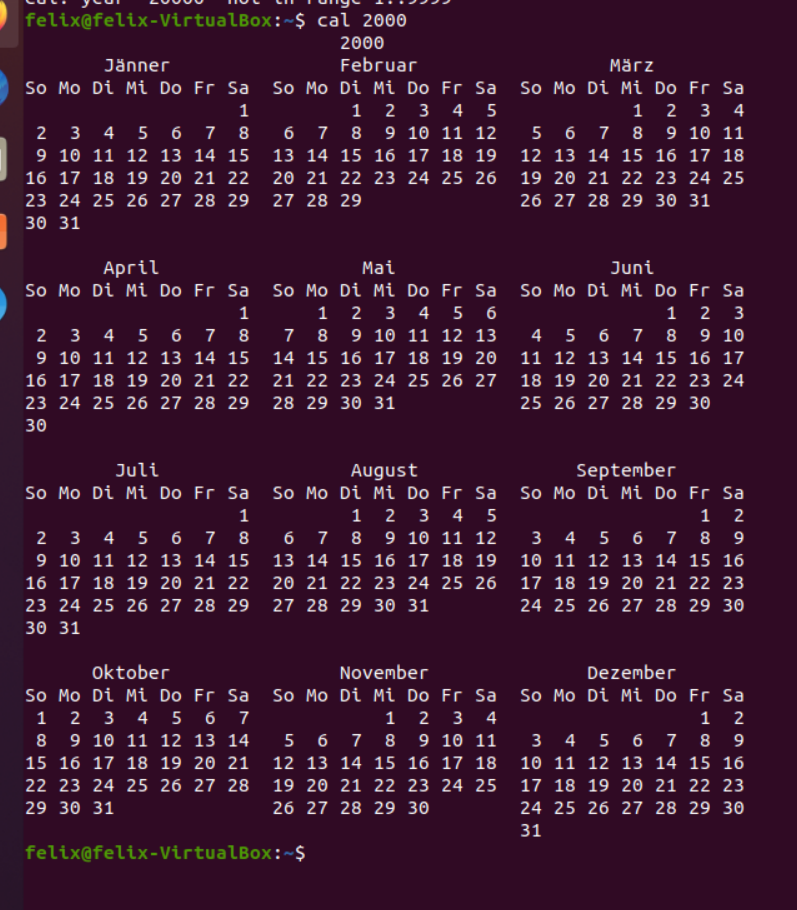 cal: year `20000' not in range 1..9999
felix@felix-VirtualBox:~$ cal 2000
                            2000
       Jänner               Februar                 März
So Mo Di Mi Do Fr Sa  So Mo Di Mi Do Fr Sa  So Mo Di Mi Do Fr Sa
                   1         1  2  3  4  5            1  2  3  4
 2  3  4  5  6  7  8   6  7  8  9 10 11 12   5  6  7  8  9 10 11
 9 10 11 12 13 14 15  13 14 15 16 17 18 19  12 13 14 15 16 17 18
16 17 18 19 20 21 22  20 21 22 23 24 25 26  19 20 21 22 23 24 25
23 24 25 26 27 28 29  27 28 29              26 27 28 29 30 31
30 31
       April                  Mai                   Juni
So Mo Di Mi Do Fr Sa  So Mo Di Mi Do Fr Sa  So Mo Di Mi Do Fr Sa
                   1      1  2  3  4  5  6               1  2  3
 2  3  4  5  6  7  8   7  8  9 10 11 12 13   4  5  6  7  8  9 10
 9 10 11 12 13 14 15  14 15 16 17 18 19 20  11 12 13 14 15 16 17
16 17 18 19 20 21 22  21 22 23 24 25 26 27  18 19 20 21 22 23 24
23 24 25 26 27 28 29  28 29 30 31           25 26 27 28 29 30
30
        Juli                 August              September
So Mo Di Mi Do Fr Sa  So Mo Di Mi Do Fr Sa  So Mo Di Mi Do Fr Sa
                   1         1  2  3  4  5                  1  2
 2  3  4  5  6  7  8   6  7  8  9 10 11 12   3  4  5  6  7  8  9
 9 10 11 12 13 14 15  13 14 15 16 17 18 19  10 11 12 13 14 15 16
16 17 18 19 20 21 22  20 21 22 23 24 25 26  17 18 19 20 21 22 23
23 24 25 26 27 28 29  27 28 29 30 31        24 25 26 27 28 29 30
30 31
      Oktober               November              Dezember
So Mo Di Mi Do Fr Sa  So Mo Di Mi Do Fr Sa  So Mo Di Mi Do Fr Sa
 1  2  3  4  5  6  7            1  2  3  4                  1  2
 8  9 10 11 12 13 14   5  6  7  8  9 10 11   3  4  5  6  7  8  9
15 16 17 18 19 20 21  12 13 14 15 16 17 18  10 11 12 13 14 15 16
22 23 24 25 26 27 28  19 20 21 22 23 24 25  17 18 19 20 21 22 23
29 30 31              26 27 28 29 30        24 25 26 27 28 29 30
                                            31
felix@felix-VirtualBox:~$